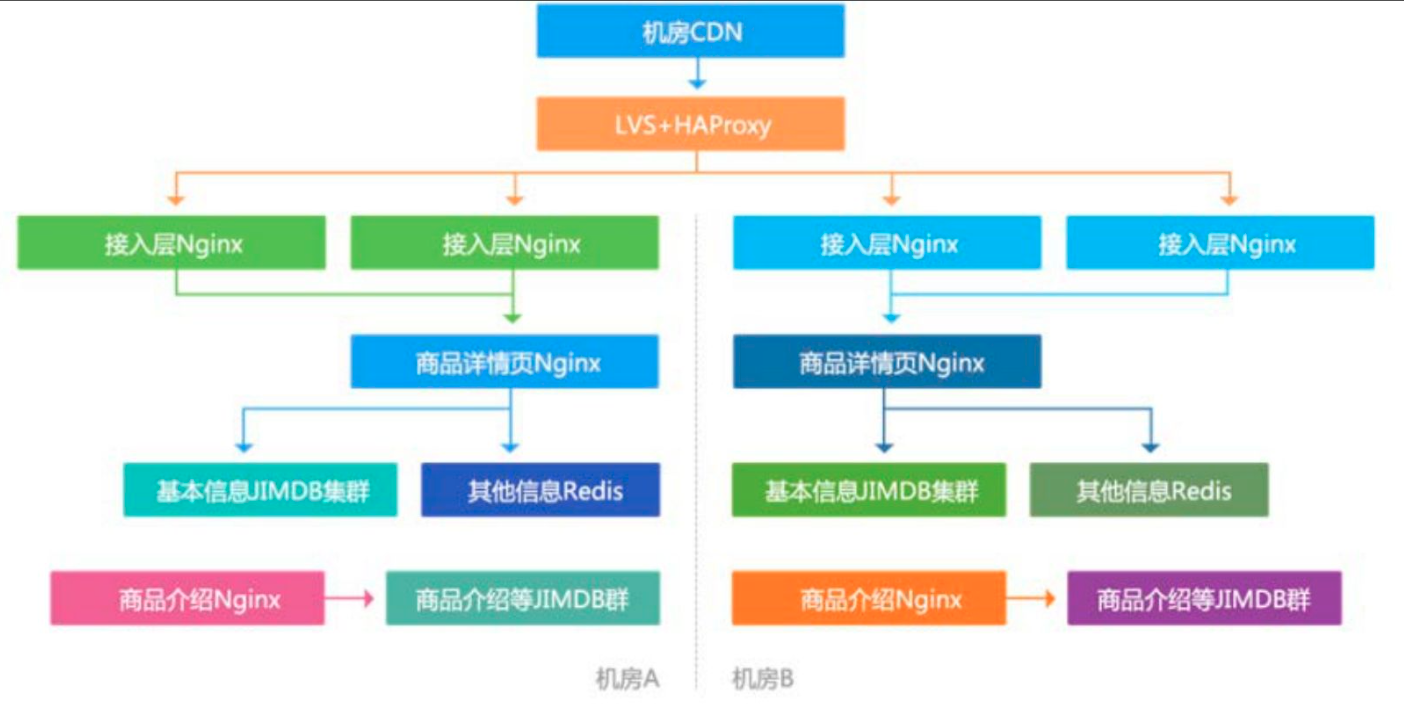 机房CDN
LVS+HAProxy
接入层Nginx
接入层Nginx
接入层Nginx
接入层Nginx
商品详情页Nginx
商品详情页Nginx
基本信息JIMDB集群
其他信息Redis
基本信息JIMDB集群
其他信息Redis
商品介绍Nginx
商品介绍等JIMDB群
商品介绍Nginx
商品介绍等JIMDB群
机房A
机房B